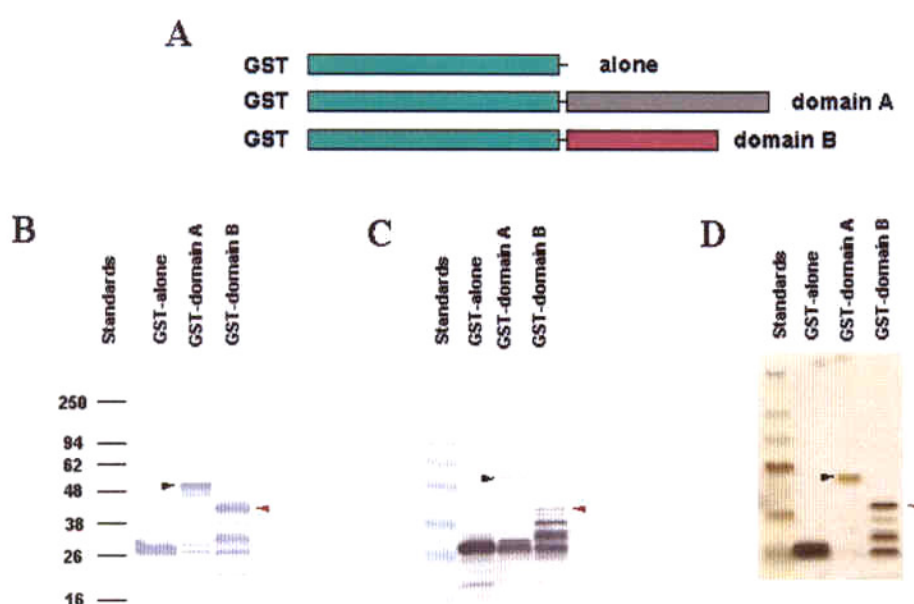 A
GST alone
GST domain A
GST domain B
B
Standards
GST-alone
GST-domain A
GST-domain B
250
94
62
48
38
26
16
C
Standards
GST-alone
GST-domain A
GST-domain B
D
Standards
GST-alone
GST-domain A
GST-domain B